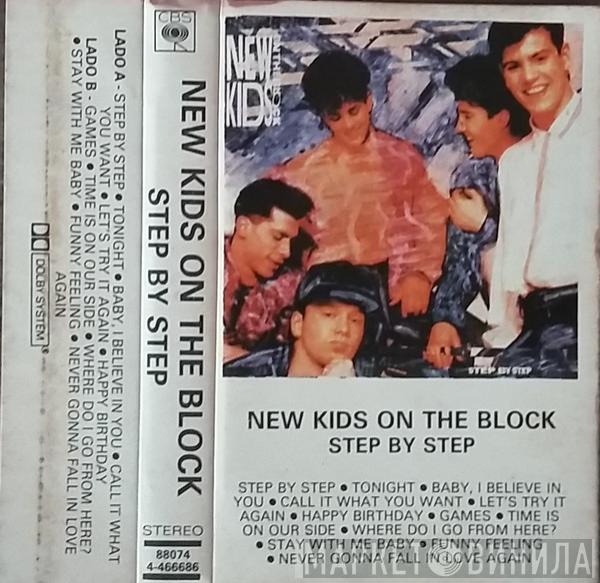 LADO A - STEP BY STEP • TONIGHT • BABY, I BELIEVE IN YOU • CALL IT WHAT
YOU WANT • LET'S TRY IT AGAIN • HAPPY BIRTHDAY
LADO B - GAMES • TIME IS ON OUR SIDE • WHERE DO I GO FROM HERE?
• STAY WITH ME BABY • FUNNY FEELING • NEVER GONNA FALL IN LOVE
AGAIN
DOLBY SYSTEM
CBS
NEW KIDS ON THE BLOCK
STEP BY STEP
STEREO
88074
4-466686
NEW
KIDS
ON THE BLOCK
STEP BY STEP
NEW KIDS ON THE BLOCK
STEP BY STEP
STEP BY STEP • TONIGHT • BABY, I BELIEVE IN
YOU • CALL IT WHAT YOU WANT • LET'S TRY IT
AGAIN • HAPPY BIRTHDAY • GAMES • TIME IS
ON OUR SIDE • WHERE DO I GO FROM HERE?
• STAY WITH ME BABY • FUNNY FEELING
• NEVER GONNA FALL IN LOVE AGAIN
МАРКЕТ ВИНИЛА